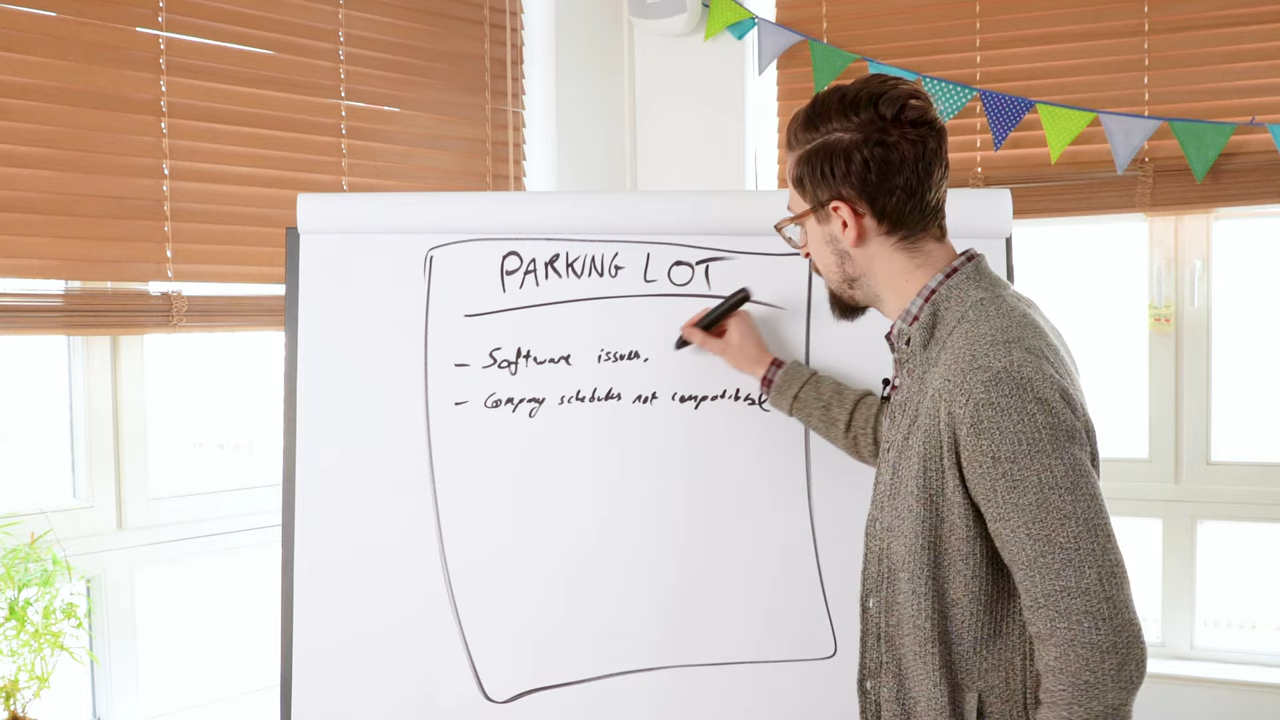 PARKING LOT
- Software issues.
- Company schedules not compatible